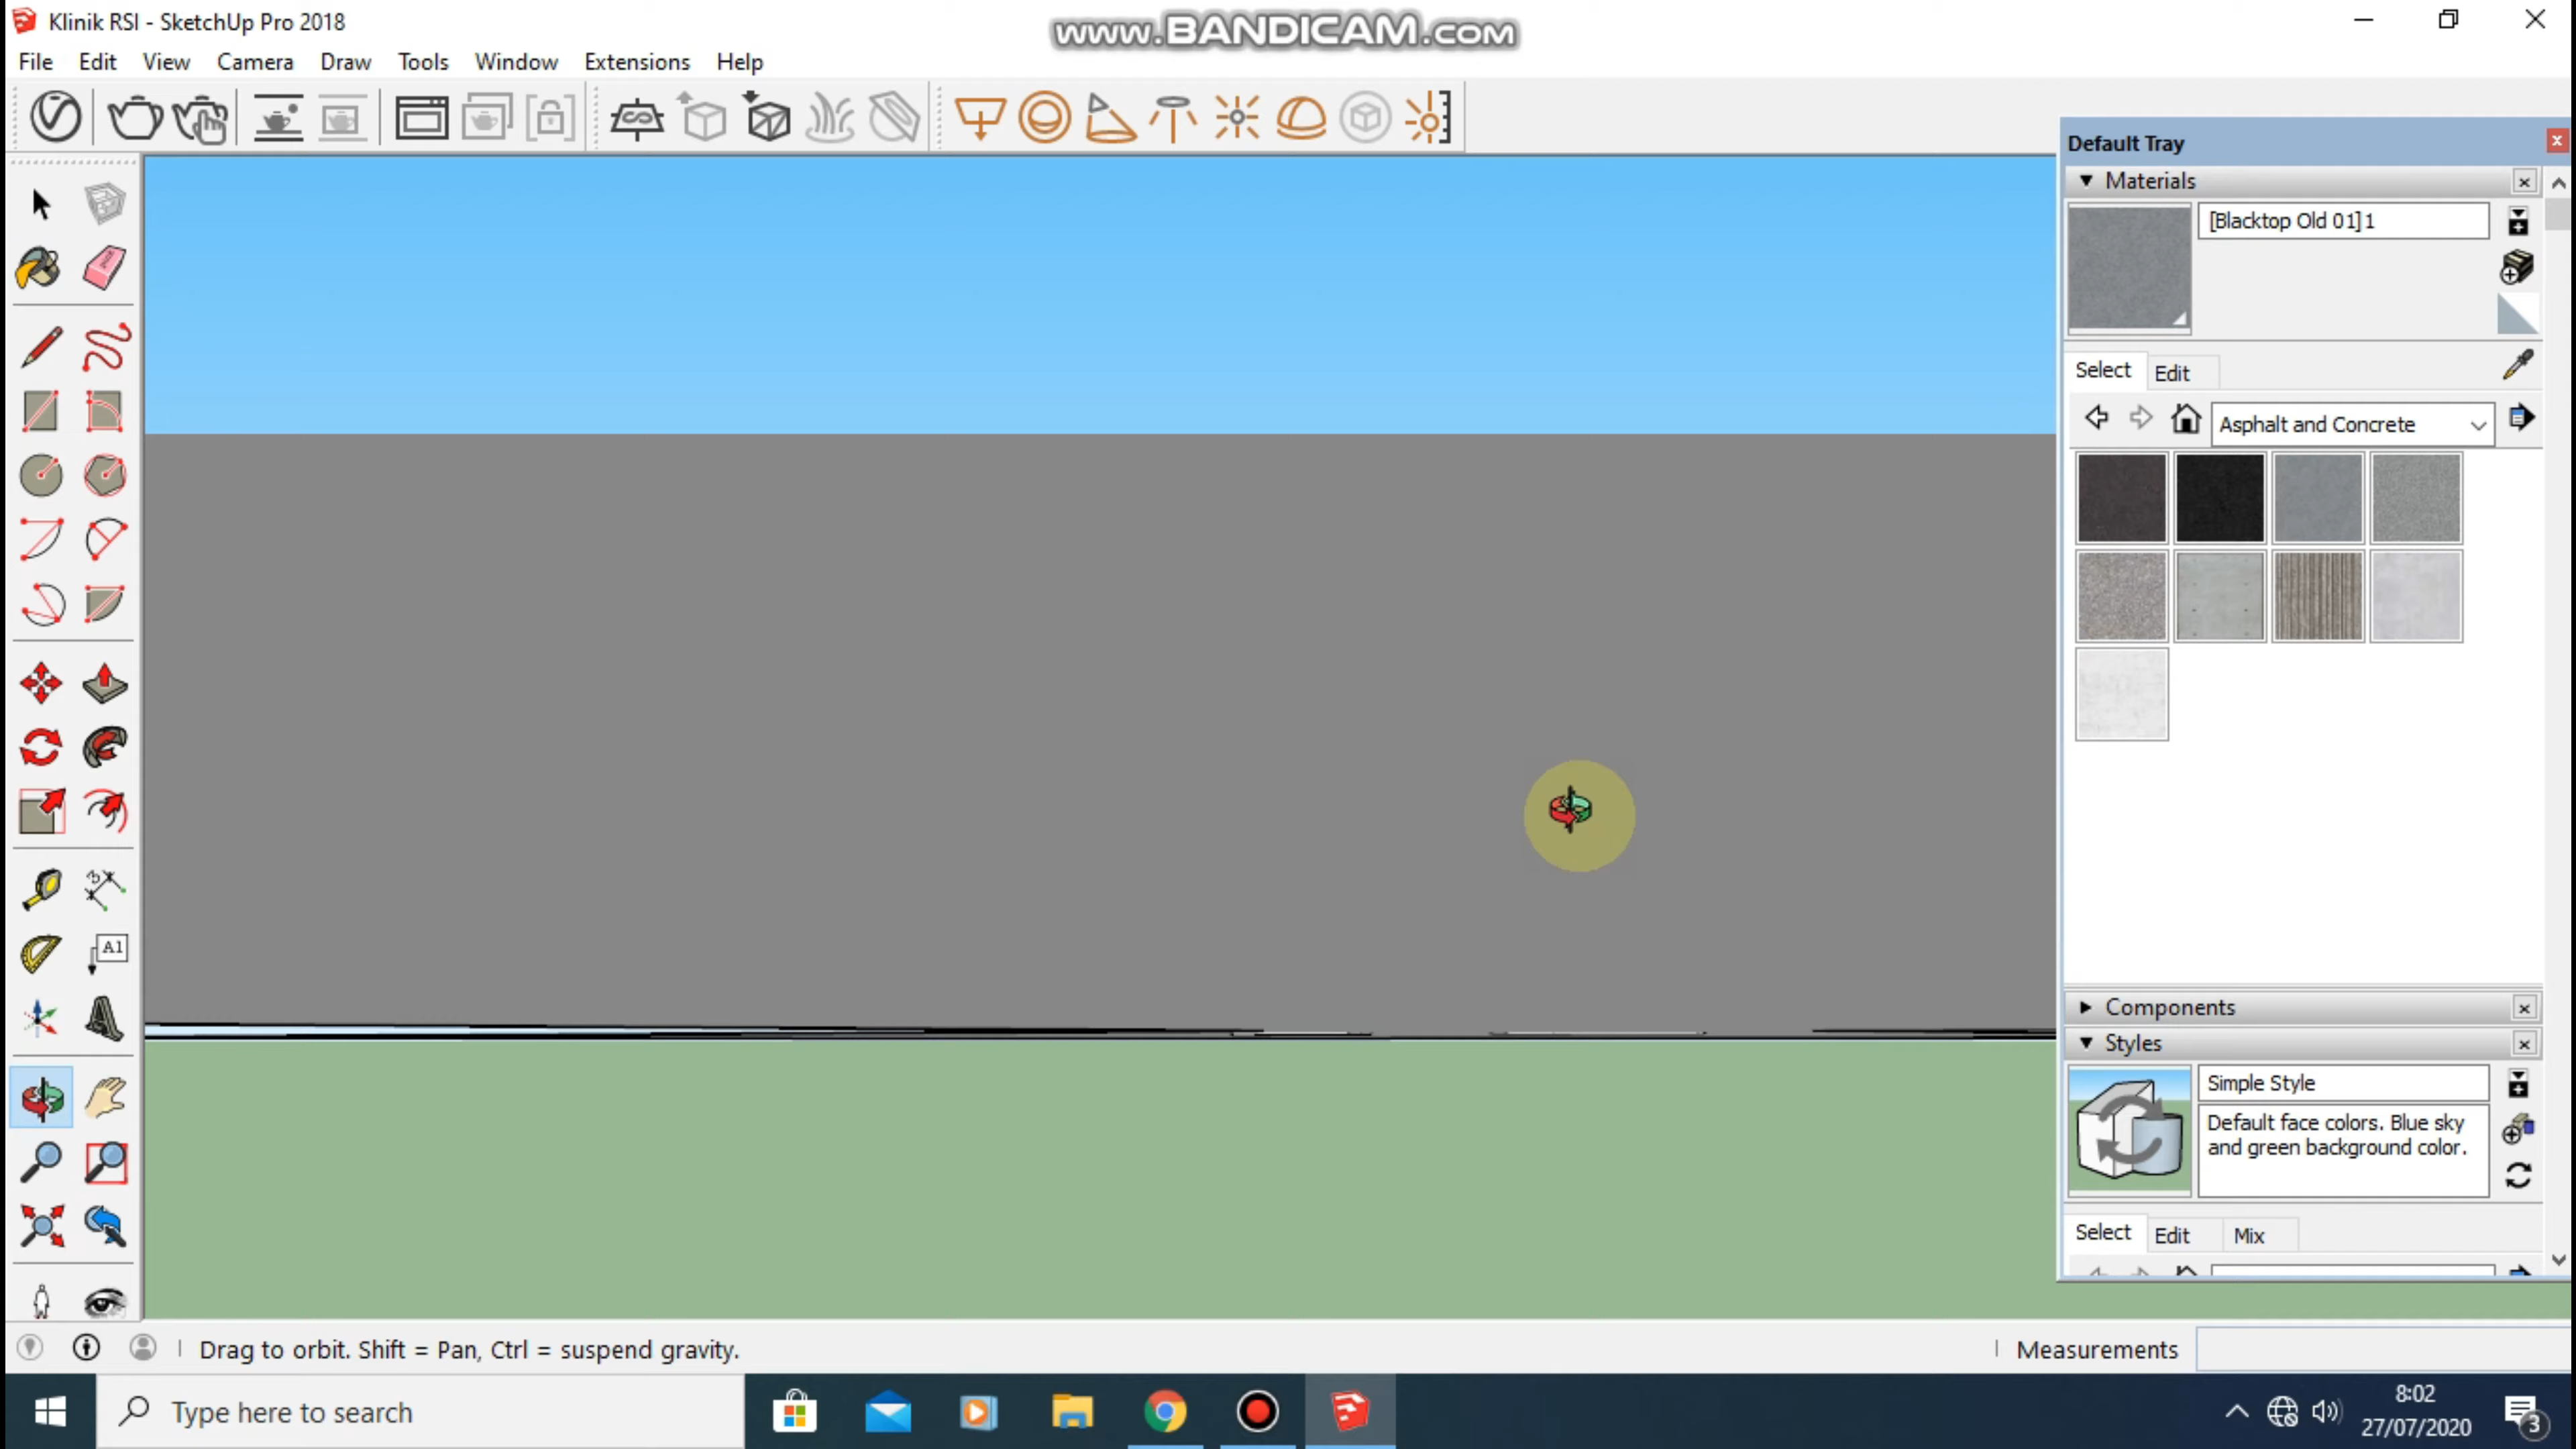 Klinik RSI - SketchUp Pro 2018
www.BANDICAM.com
File Edit View Camera Draw Tools Window Extensions Help
Default Tray
Materials
[Blacktop Old 01]1
Select Edit
Asphalt and Concrete
A1
Components
Styles
Simple Style
Default face colors. Blue sky
and green background color.
Select Edit Mix
Drag to orbit. Shift = Pan, Ctrl = suspend gravity.
Measurements
Type here to search
8:02
27/07/2020
3